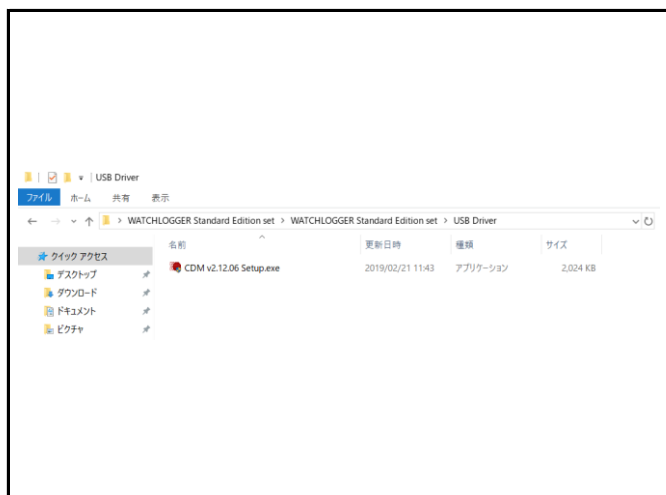 USB Driver
ファイル ホーム 共有 表示
WATCHLOGGER Standard Edition set > WATCHLOGGER Standard Edition set > USB Driver
名前 更新日時 種類 サイズ
クイック アクセス
CDM v2.12.06 Setup.exe 2019/02/21 11:43 アプリケーション 2,024 KB
デスクトップ
ダウンロード
ドキュメント
ピクチャ